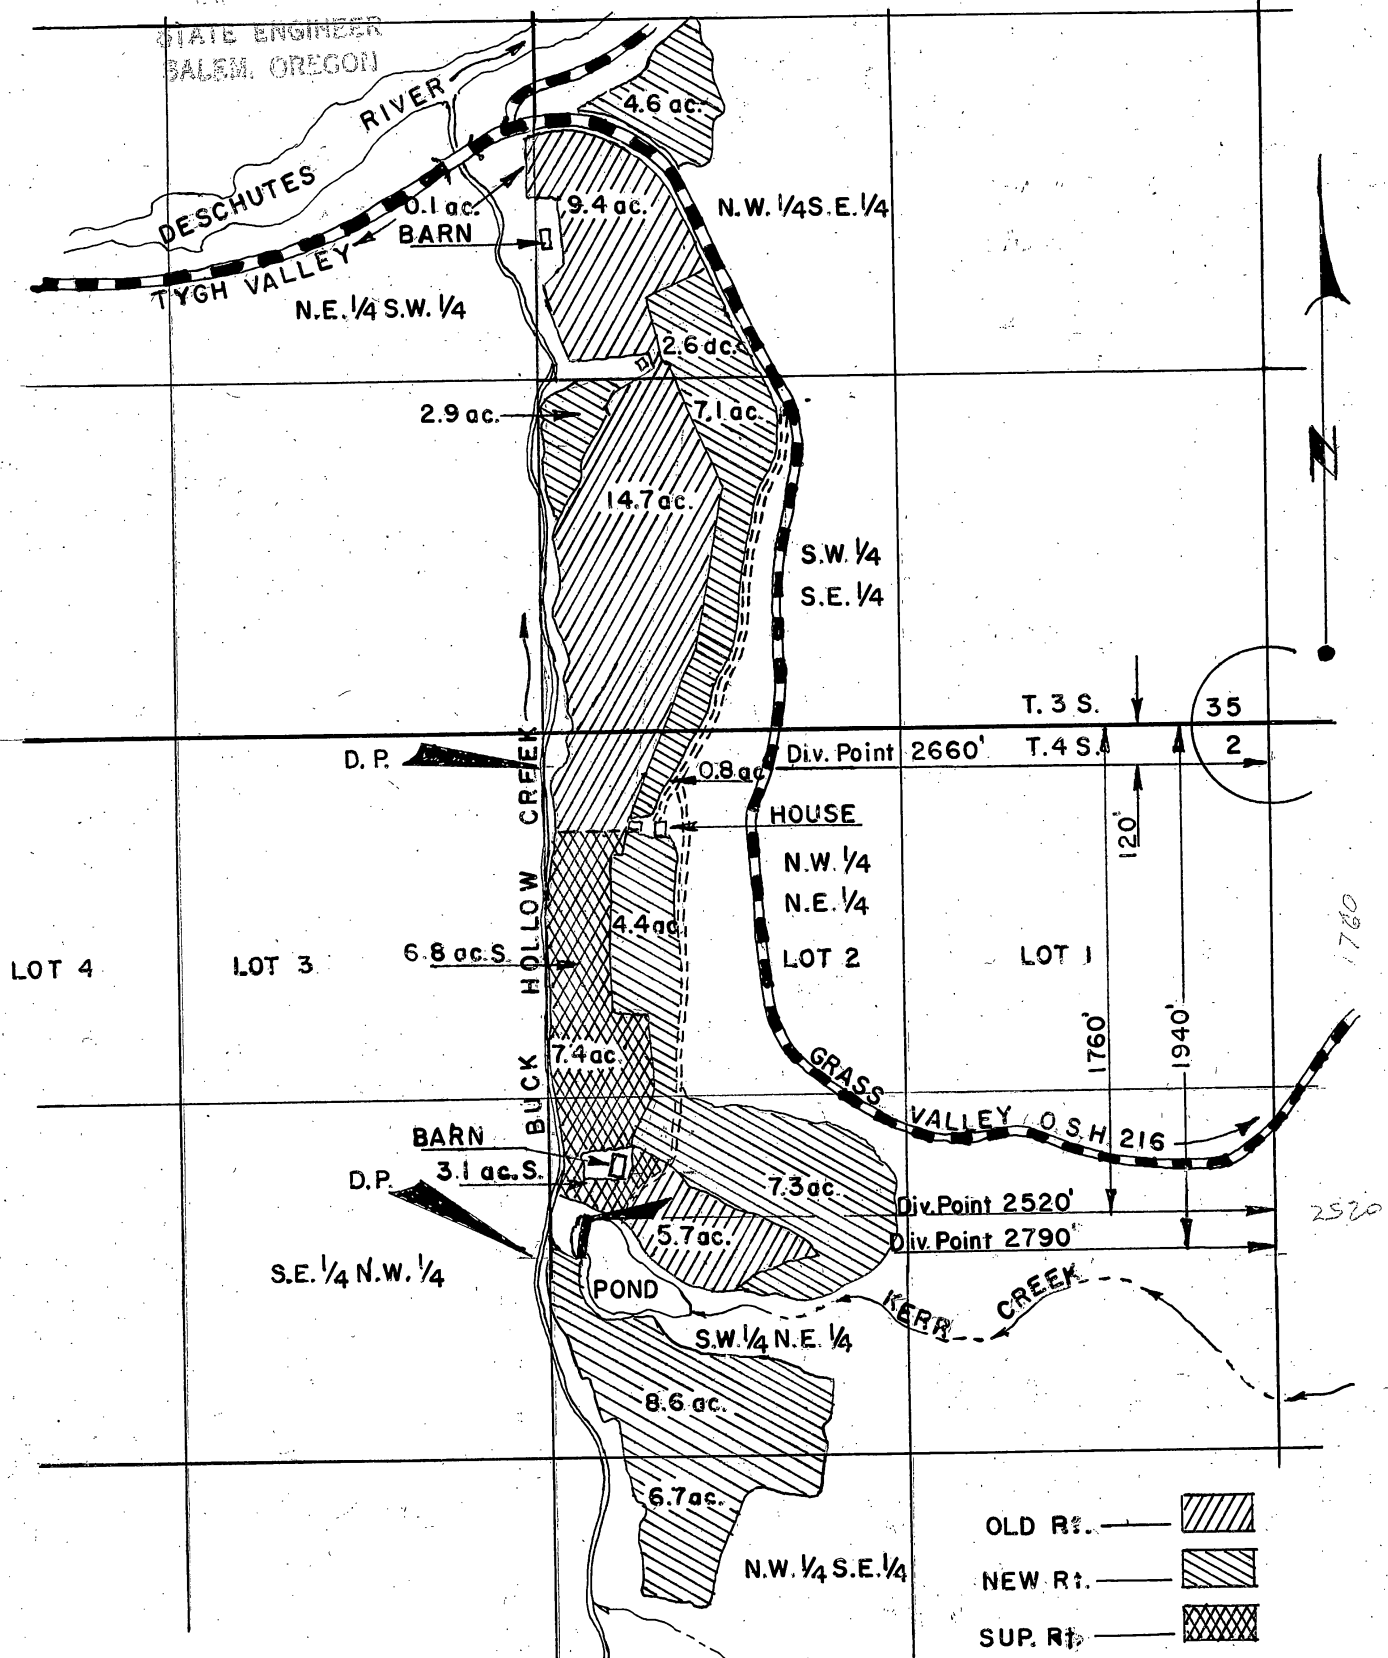 STATE ENGINEER
SALEM, OREGON
DESCHUTES RIVER
4.6 ac.
0.1 ac.
9.4 ac.
N.W. 1/4 S.E. 1/4
BARN
TYGH VALLEY
N.E. 1/4 S.W. 1/4
2.6 ac.
2.9 ac.
7.1 ac.
N
14.7 ac.
S.W. 1/4
S.E. 1/4
T. 3 S.
35
T. 4 S.
2
D. P.
Div. Point 2660'
0.8 ac
120'
HOUSE
N.W. 1/4
N.E. 1/4
BUCK HOLLOW CREEK
4.4 ac
6.8 ac. S.
LOT 4
LOT 3
LOT 2
LOT 1
1760
1760'
1940'
7.4 ac.
GRASS VALLEY O.S.H. 216
BARN
3.1 ac. S.
D.P.
7.3 ac.
Div. Point 2520'
2520
5.7 ac.
Div. Point 2790'
S.E. 1/4 N.W. 1/4
POND
KERR CREEK
S.W. 1/4 N.E. 1/4
8.6 ac.
6.7 ac.
N.W. 1/4 S.E. 1/4
OLD Rt.
NEW Rt.
SUP. Rt.